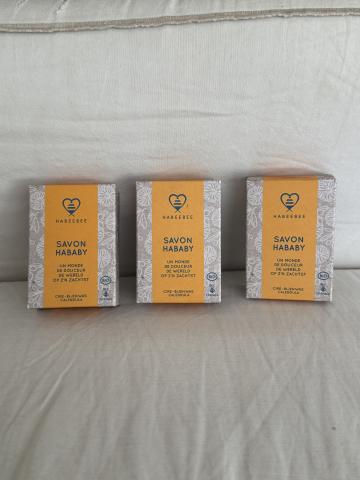 HABEEBEE
SAVON
HABABY
UN MONDE
DE DOUCEUR
DE WERELD
OP Z'N ZACHTST
CIRE-BIJENWAS
CALENDULA
HABEEBEE
SAVON
HABABY
UN MONDE
DE DOUCEUR
DE WERELD
OP Z'N ZACHTST
CIRE-BIJENWAS
CALENDULA
HABEEBEE
SAVON
HABABY
UN MONDE
DE DOUCEUR
DE WERELD
OP Z'N ZACHTST
CIRE-BIJENWAS
CALENDULA